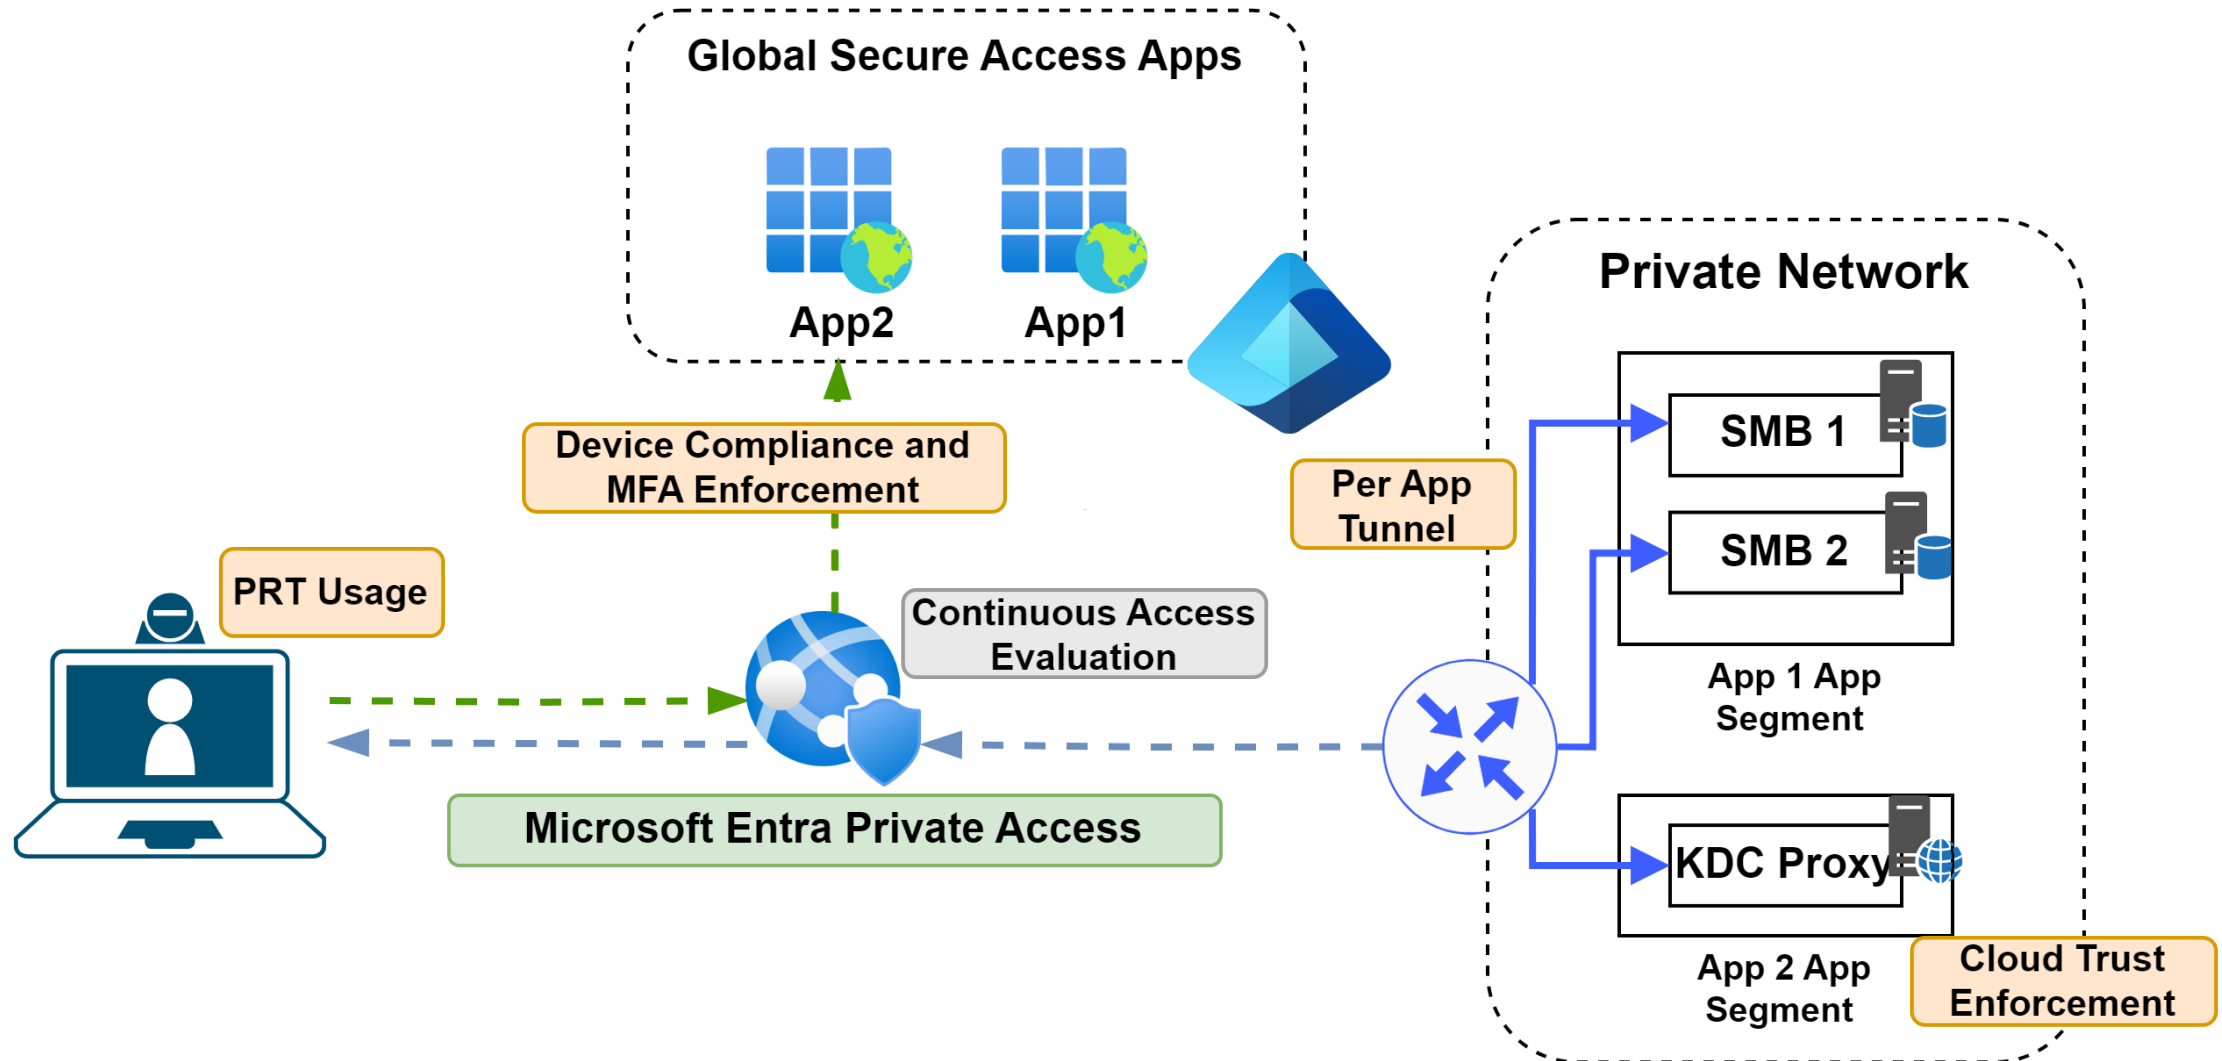 Global Secure Access Apps
App2
App1
Device Compliance and
MFA Enforcement
PRT Usage
Continuous Access
Evaluation
Microsoft Entra Private Access
Per App
Tunnel
Private Network
SMB 1
SMB 2
App 1 App
Segment
KDC Proxy
App 2 App
Segment
Cloud Trust
Enforcement